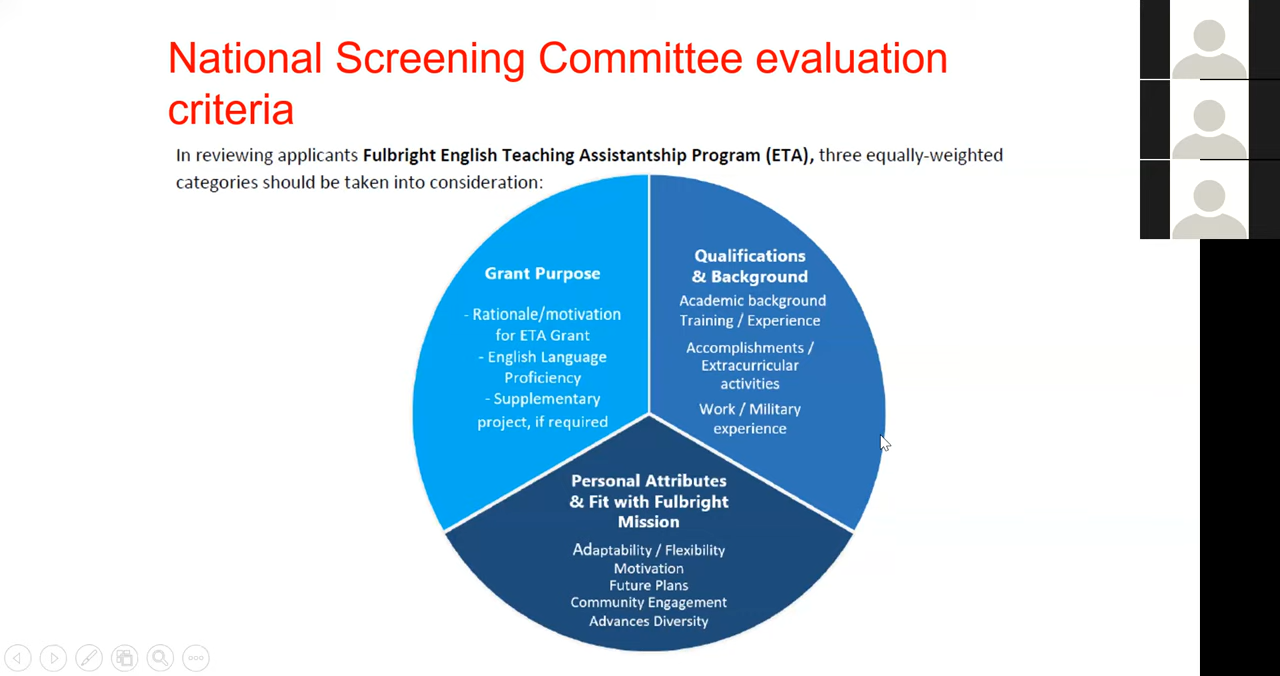 National Screening Committee evaluation
criteria
In reviewing applicants Fulbright English Teaching Assistantship Program (ETA), three equally-weighted
categories should be taken into consideration:
Grant Purpose
- Rationale/motivation
for ETA Grant
- English Language
Proficiency
- Supplementary
project, if required
Qualifications
& Background
Academic background
Training / Experience
Accomplishments /
Extracurricular
activities
Work / Military
experience
Personal Attributes
& Fit with Fulbright
Mission
Adaptability / Flexibility
Motivation
Future Plans
Community Engagement
Advances Diversity